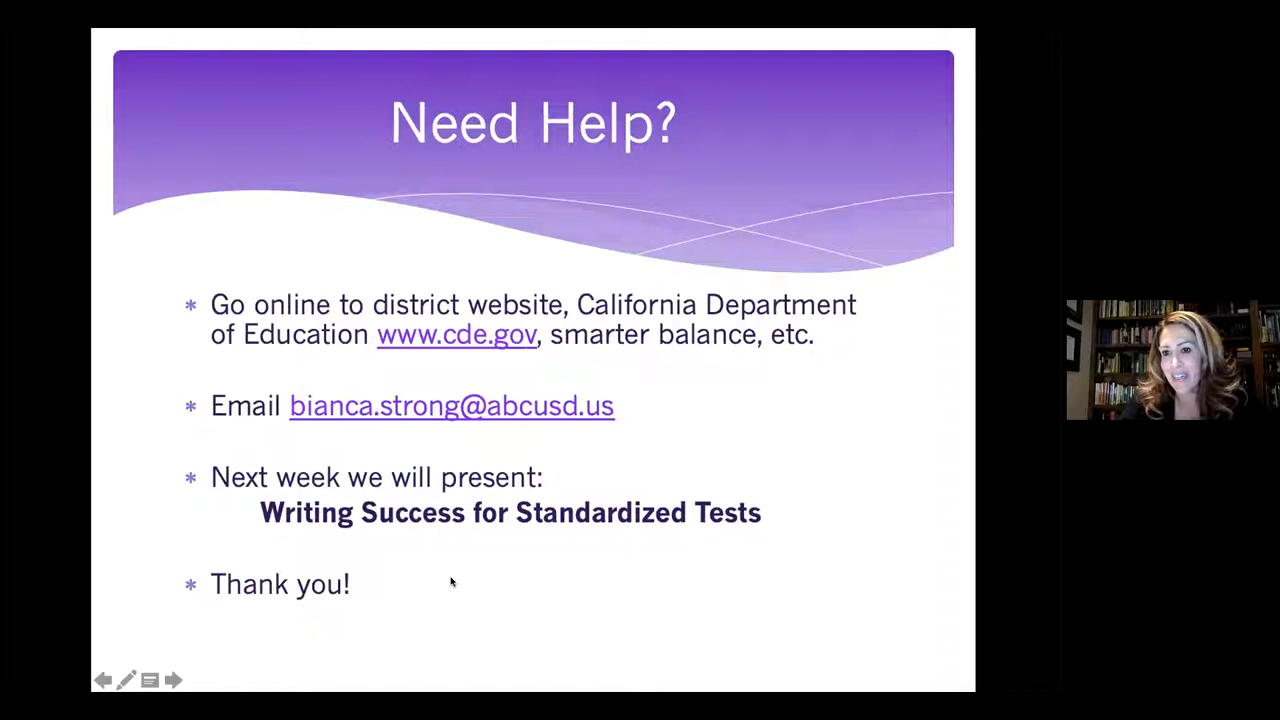 Need Help?
* Go online to district website, California Department
of Education www.cde.gov, smarter balance, etc.
* Email bianca.strong@abcusd.us
* Next week we will present:
Writing Success for Standardized Tests
* Thank you!